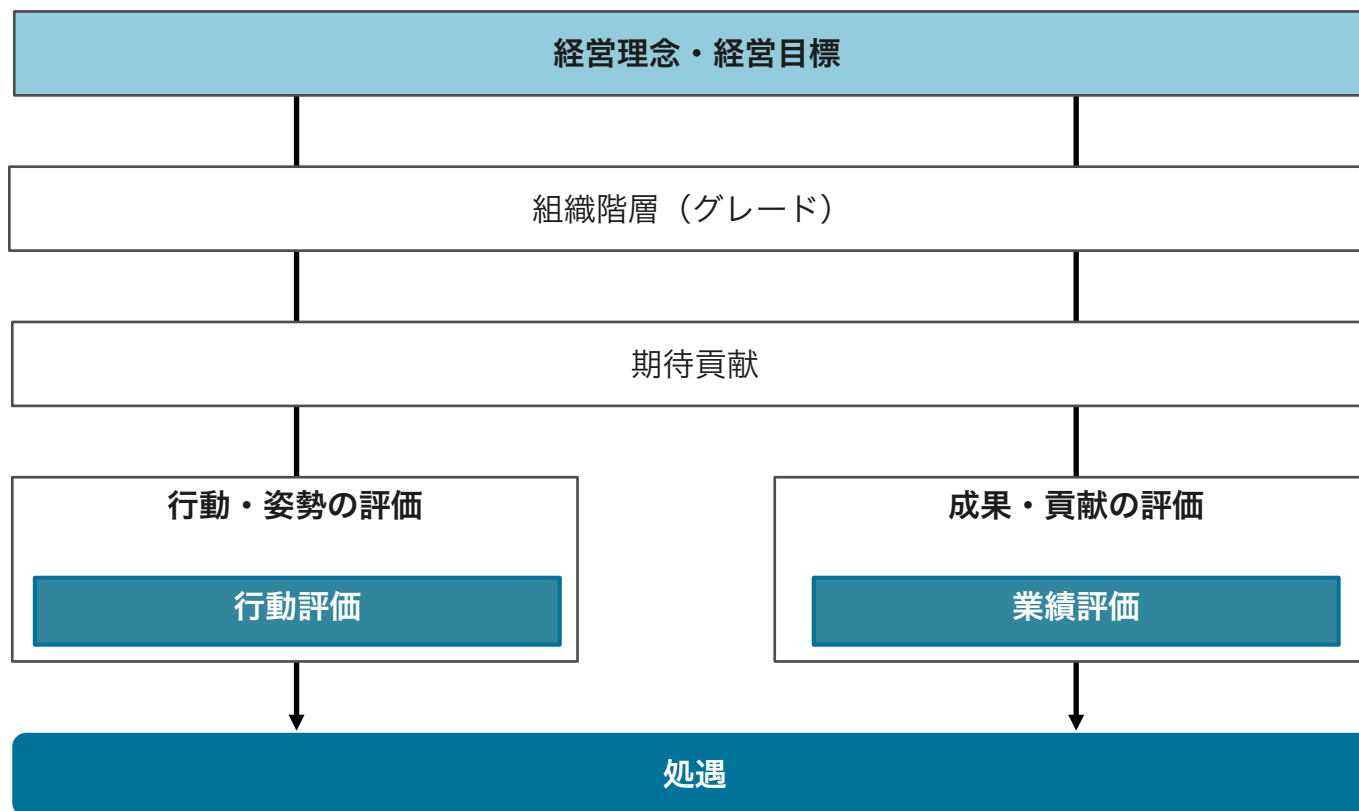 経営理念・経営目標
組織階層（グレード）
期待貢献
行動・姿勢の評価
成果・貢献の評価
行動評価
業績評価
処遇